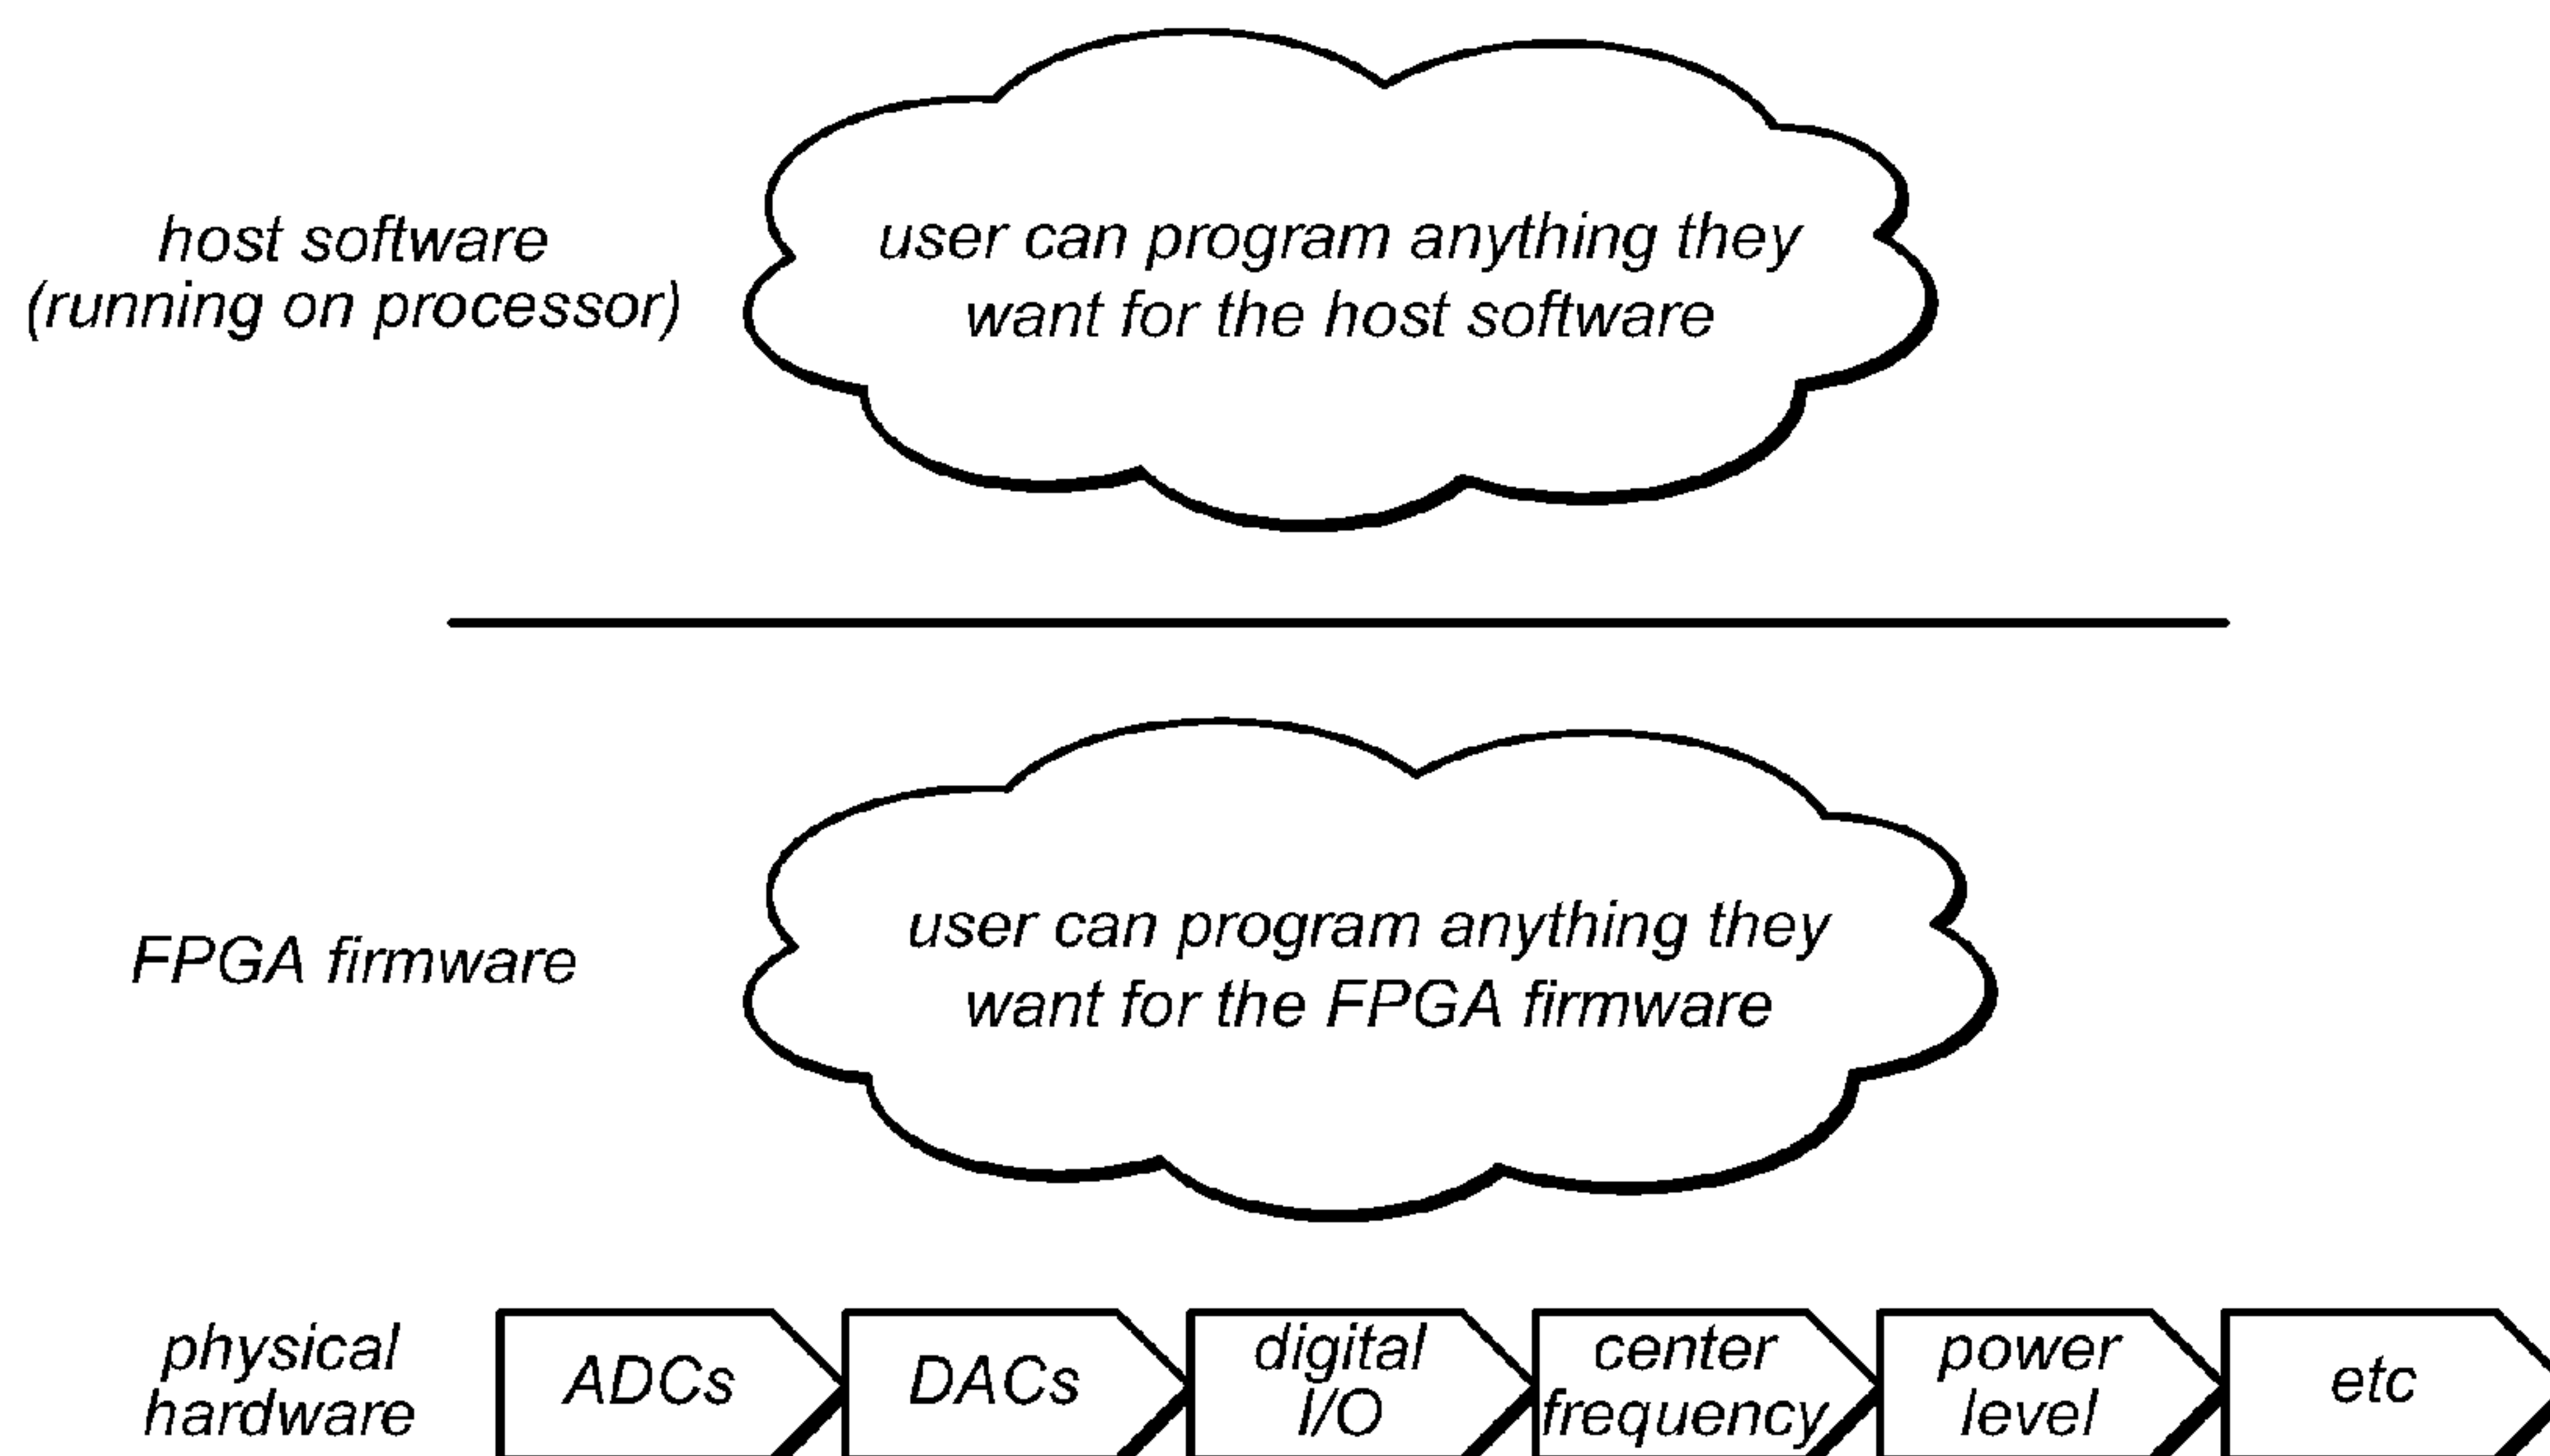 host software
(running on processor)
user can program anything they
want for the host software
FPGA firmware
user can program anything they
want for the FPGA firmware
physical
hardware
ADCs
DACs
digital
I/O
center
frequency
power
level
etc